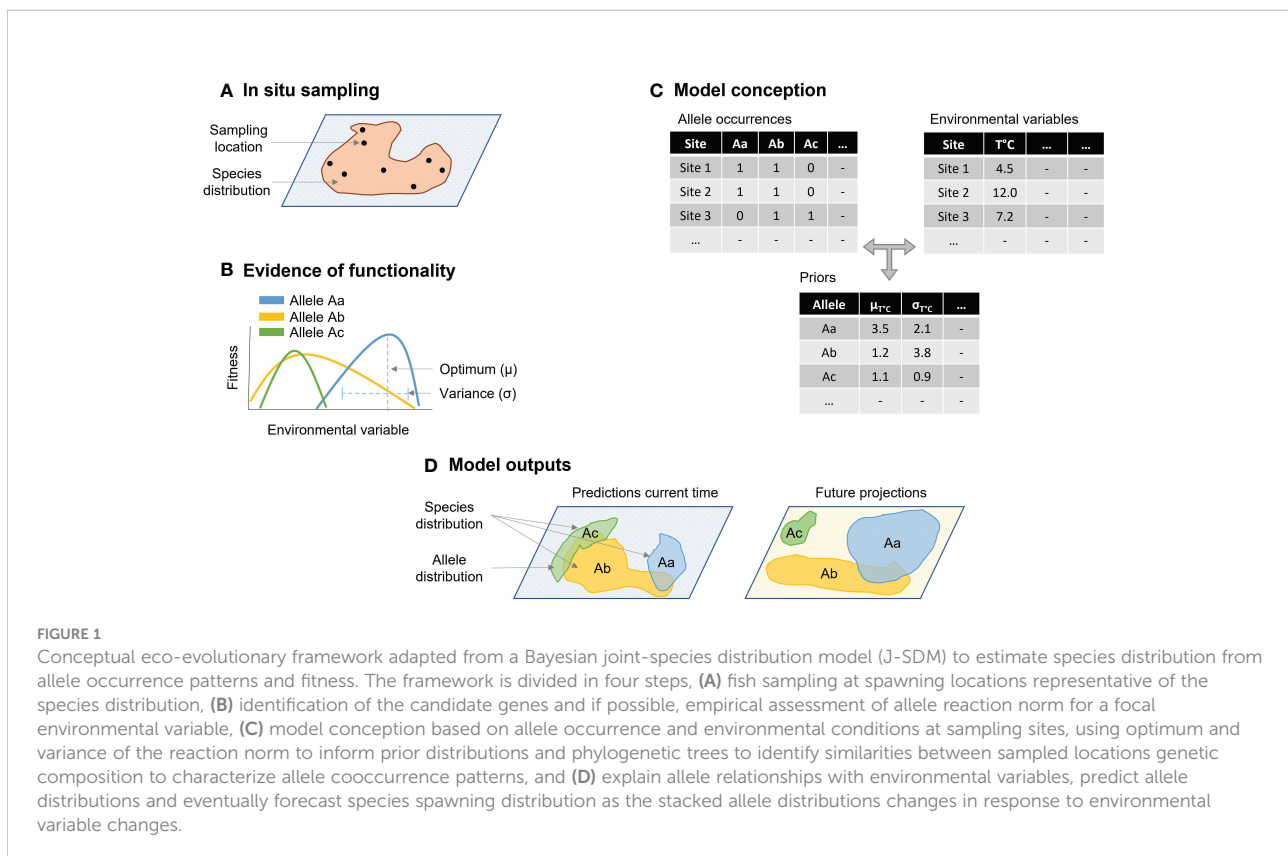 A In situ sampling
Sampling
location
Species
distribution
B Evidence of functionality
Allele Aa
Allele Ab
Allele Ac
Fitness
Optimum (μ)
Variance (σ)
Environmental variable
C Model conception
Allele occurrences
Site Aa Ab Ac ...
Site 1 1 1 0 -
Site 2 1 1 0 -
Site 3 0 1 1 -
... - - - -
Environmental variables
Site T°C ... ...
Site 1 4.5 - -
Site 2 12.0 - -
Site 3 7.2 - -
... - - -
Priors
Allele μT°C σT°C ...
Aa 3.5 2.1 -
Ab 1.2 3.8 -
Ac 1.1 0.9 -
... - - -
D Model outputs
Predictions current time
Species
distribution
Allele
distribution
Ac
Ab
Aa
Future projections
Ac
Aa
Ab
FIGURE 1
Conceptual eco-evolutionary framework adapted from a Bayesian joint-species distribution model (J-SDM) to estimate species distribution from
allele occurrence patterns and fitness. The framework is divided in four steps, (A) fish sampling at spawning locations representative of the
species distribution, (B) identification of the candidate genes and if possible, empirical assessment of allele reaction norm for a focal
environmental variable, (C) model conception based on allele occurrence and environmental conditions at sampling sites, using optimum and
variance of the reaction norm to inform prior distributions and phylogenetic trees to identify similarities between sampled locations genetic
composition to characterize allele cooccurrence patterns, and (D) explain allele relationships with environmental variables, predict allele
distributions and eventually forecast species spawning distribution as the stacked allele distributions changes in response to environmental
variable changes.